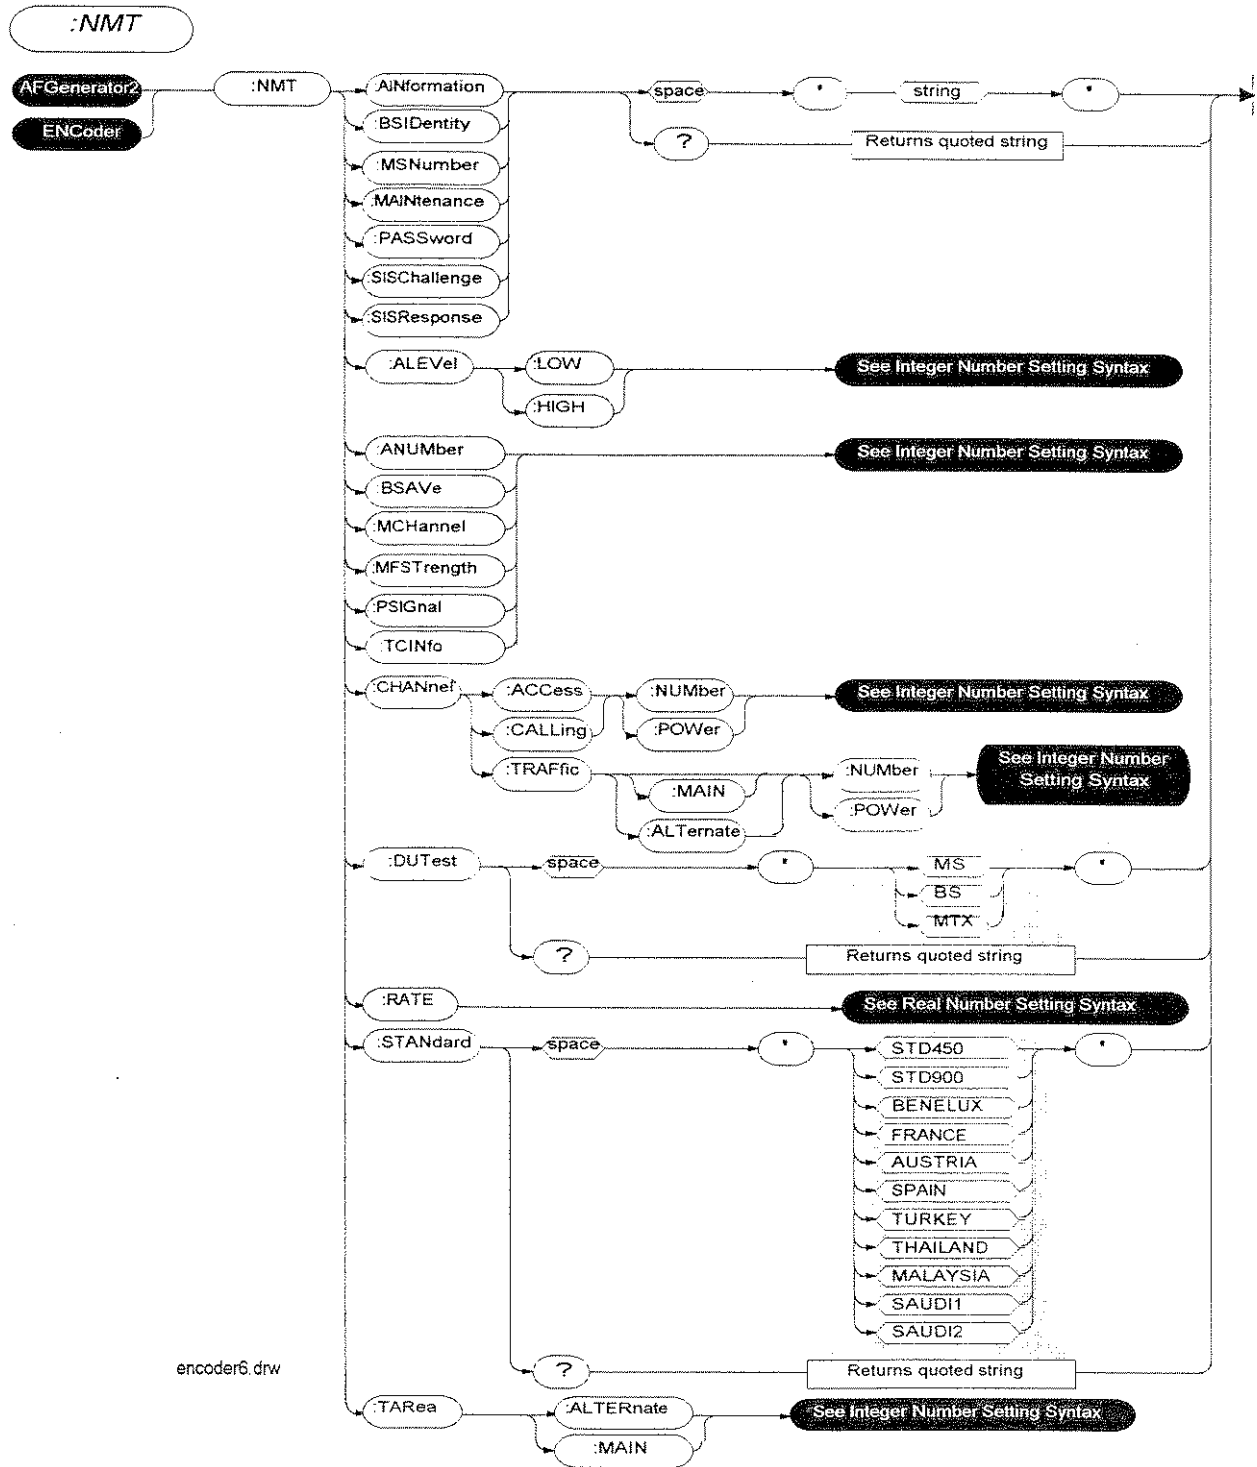 :NMT
AFGenerator2 :NMT :AINformation space " string "
ENCoder :BSIDentity ? Returns quoted string
:MSNumber
:MAINtenance
:PASSword
:SISChallenge
:SISResponse
:ALEVel :LOW See Integer Number Setting Syntax
:HIGH
:ANUMber See Integer Number Setting Syntax
:BSAVe
:MCHannel
:MFSTrength
:PSIGnal
:TCINfo
:CHANnel :ACCess :NUMber See Integer Number Setting Syntax
:CALLing :POWer
:TRAFfic :MAIN :NUMber See Integer Number
Setting Syntax
:ALTernate :POWer
:DUTest space " MS "
BS
MTX
? Returns quoted string
:RATE See Real Number Setting Syntax
:STANdard space " STD450 "
STD900
BENELUX
FRANCE
AUSTRIA
SPAIN
TURKEY
THAILAND
MALAYSIA
SAUDI1
SAUDI2
encoder6.drw ? Returns quoted string
:TARea :ALTERnate See Integer Number Setting Syntax
:MAIN